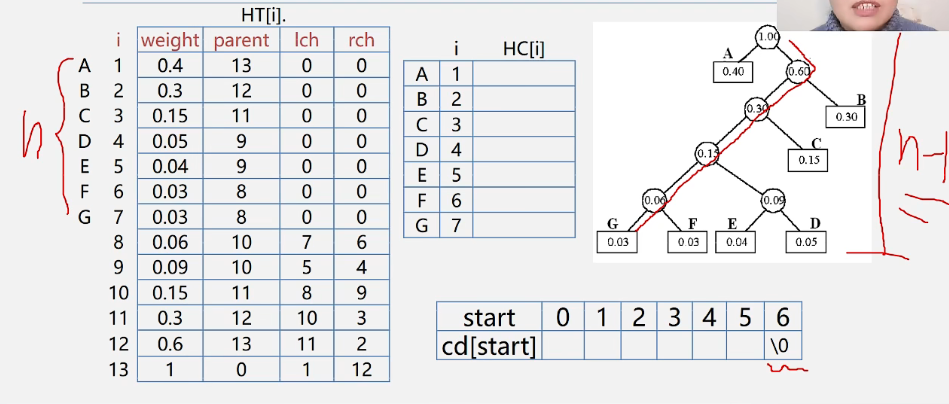 HT[i].
i weight parent lch rch
A 1 0.4 13 0 0
B 2 0.3 12 0 0
C 3 0.15 11 0 0
D 4 0.05 9 0 0
E 5 0.04 9 0 0
F 6 0.03 8 0 0
G 7 0.03 8 0 0
8 0.06 10 7 6
9 0.09 10 5 4
10 0.15 11 8 9
11 0.3 12 10 3
12 0.6 13 11 2
13 1 0 1 12
n
i HC[i]
A 1
B 2
C 3
D 4
E 5
F 6
G 7
1.00
A
0.40
0.60
B
0.30
0.30
C
0.15
0.15
0.06
0.09
G F E D
0.03 0.03 0.04 0.05
n-1
start 0 1 2 3 4 5 6
cd[start] \0